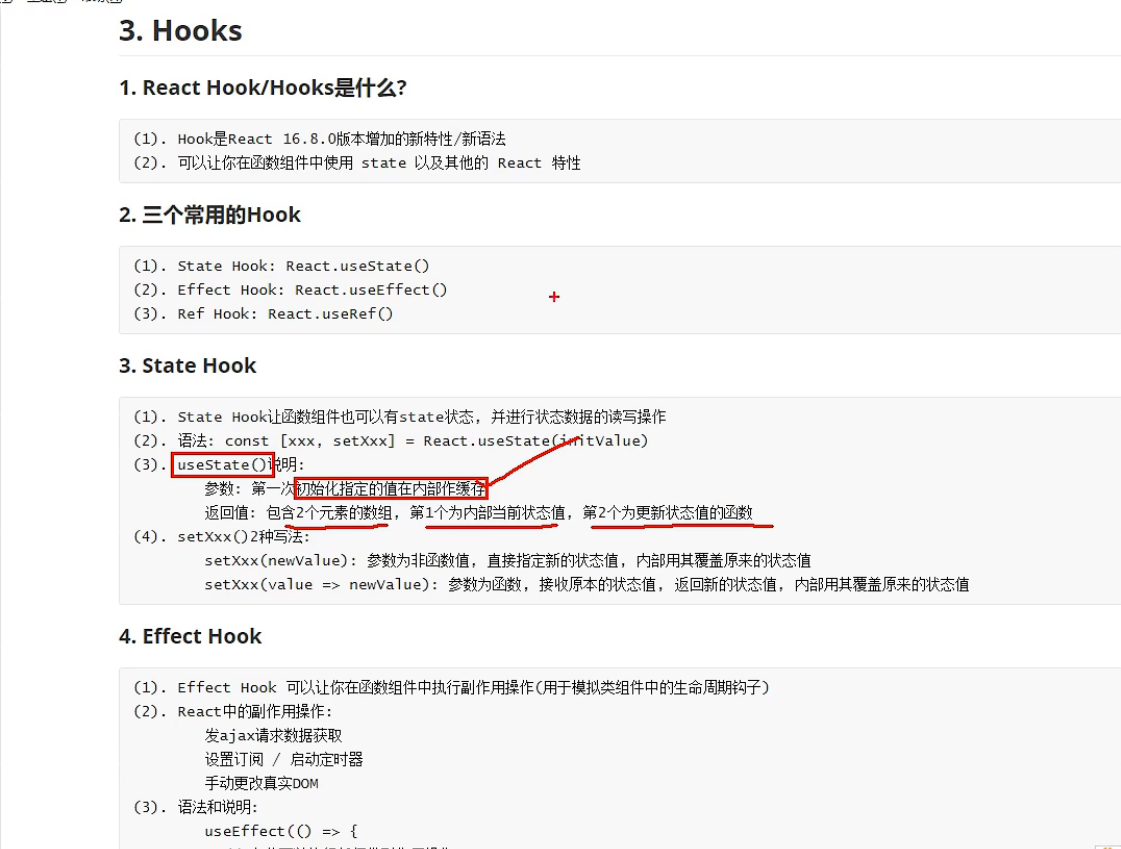 3. Hooks
1. React Hook/Hooks是什么?
(1). Hook是React 16.8.0版本增加的新特性/新语法
(2). 可以让你在函数组件中使用 state 以及其他的 React 特性
2. 三个常用的Hook
(1). State Hook: React.useState()
(2). Effect Hook: React.useEffect()
(3). Ref Hook: React.useRef()
3. State Hook
(1). State Hook让函数组件也可以有state状态, 并进行状态数据的读写操作
(2). 语法: const [xxx, setXxx] = React.useState(initValue)
(3). useState()说明:
参数: 第一次初始化指定的值在内部作缓存
返回值: 包含2个元素的数组, 第1个为内部当前状态值, 第2个为更新状态值的函数
(4). setXxx()2种写法:
setXxx(newValue): 参数为非函数值, 直接指定新的状态值, 内部用其覆盖原来的状态值
setXxx(value => newValue): 参数为函数, 接收原本的状态值, 返回新的状态值, 内部用其覆盖原来的状态值
4. Effect Hook
(1). Effect Hook 可以让你在函数组件中执行副作用操作(用于模拟类组件中的生命周期钩子)
(2). React中的副作用操作:
发ajax请求数据获取
设置订阅 / 启动定时器
手动更改真实DOM
(3). 语法和说明:
useEffect(() => {